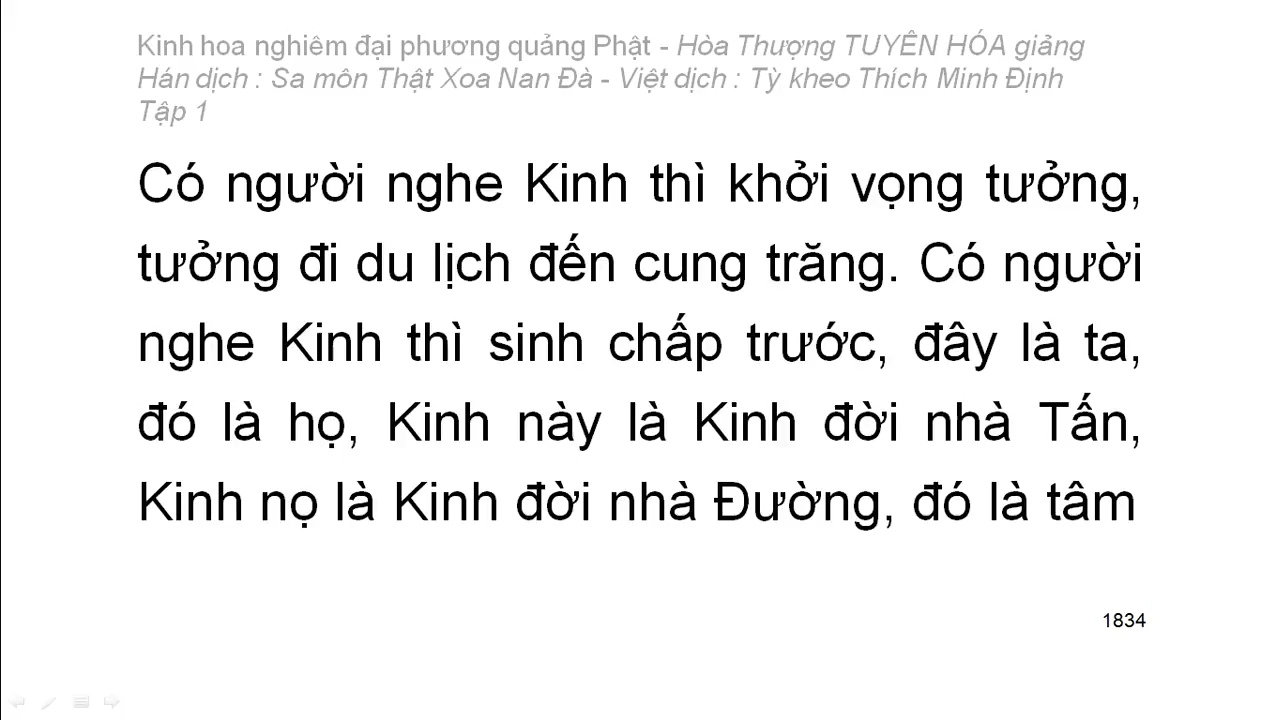 Kinh hoa nghiêm đại phương quảng Phật - Hòa Thượng TUYÊN HÓA giảng
Hán dịch : Sa môn Thật Xoa Nan Đà - Việt dịch : Tỳ kheo Thích Minh Định
Tập 1
Có người nghe Kinh thì khởi vọng tưởng,
tưởng đi du lịch đến cung trăng. Có người
nghe Kinh thì sinh chấp trước, đây là ta,
đó là họ, Kinh này là Kinh đời nhà Tấn,
Kinh nọ là Kinh đời nhà Đường, đó là tâm
1834